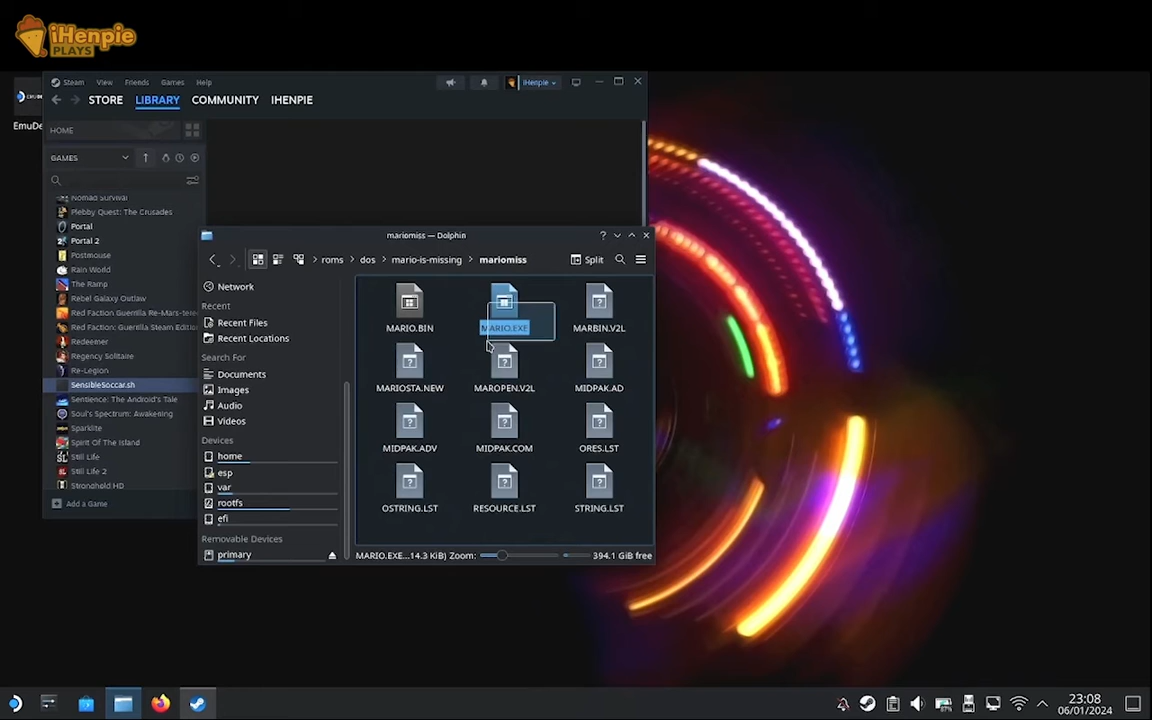 iHenpie
PLAYS
Steam View Friends Games Help
iHenpie
STORE LIBRARY COMMUNITY IHENPIE
EmuDe
HOME
GAMES
Nomad Survival
Plebby Quest: The Crusades
Portal
Portal 2
Postmouse
Rain World
The Ramp
Rebel Galaxy Outlaw
Red Faction Guerrilla Re-Mars-tere
Red Faction: Guerrilla Steam Edition
Redeemer
Regency Solitaire
Re-Legion
SensibleSoccar.sh
Sentience: The Android's Tale
Soul's Spectrum: Awakening
Sparklite
Spirit Of The Island
Still Life
Still Life 2
Stronghold HD
Add a Game
mariomiss — Dolphin
roms > dos > mario-is-missing > mariomiss
Split
Network
Recent
Recent Files
Recent Locations
Search For
Documents
Images
Audio
Videos
Devices
home
esp
var
rootfs
efi
Removable Devices
primary
MARIO.BIN MARIO.EXE MARBIN.V2L
MARIOSTA.NEW MAROPEN.V2L MIDPAK.AD
MIDPAK.ADV MIDPAK.COM ORES.LST
OSTRING.LST RESOURCE.LST STRING.LST
MARIO.EXE...14.3 KiB) Zoom: 394.1 GiB free
23:08
06/01/2024